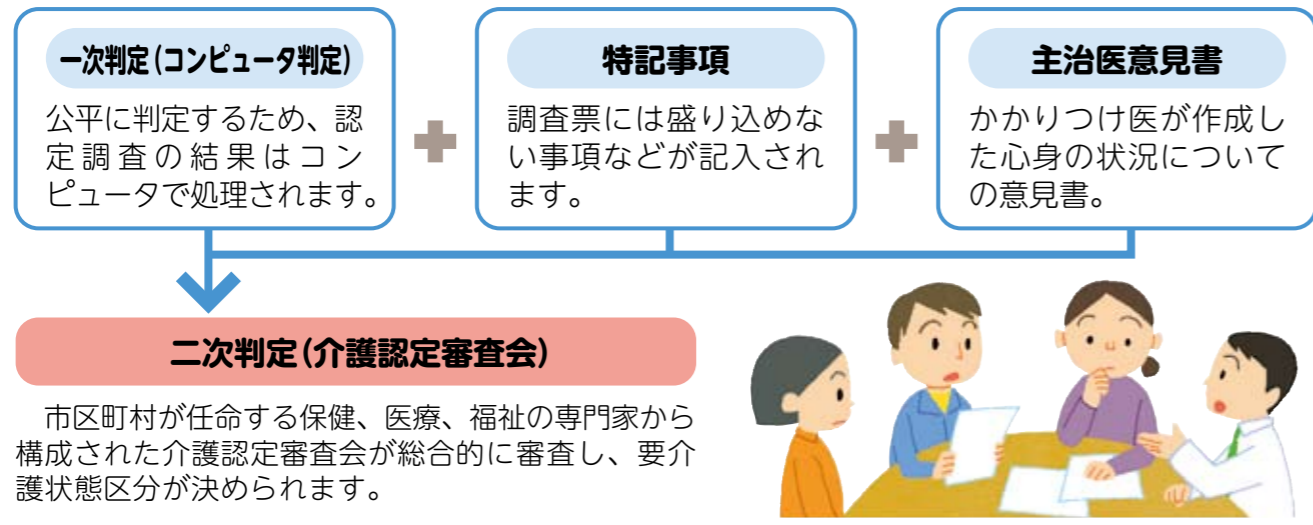 一次判定(コンピュータ判定)
公平に判定するため、認
定調査の結果はコン
ピュータで処理されます。
特記事項
調査票には盛り込めな
い事項などが記入され
ます。
主治医意見書
かかりつけ医が作成し
た心身の状況について
の意見書。
二次判定(介護認定審査会)
市区町村が任命する保健、医療、福祉の専門家から
構成された介護認定審査会が総合的に審査し、要介
護状態区分が決められます。